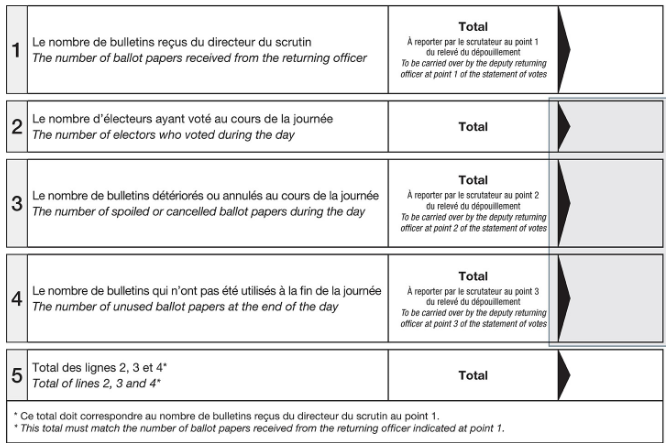 1
Le nombre de bulletins reçus du directeur du scrutin
The number of ballot papers received from the returning officer
Total
À reporter par le scrutateur au point 1
du relevé du dépouillement
To be carried over by the deputy returning
officer at point 1 of the statement of votes
2
Le nombre d'électeurs ayant voté au cours de la journée
The number of electors who voted during the day
Total
3
Le nombre de bulletins détériorés ou annulés au cours de la journée
The number of spoiled or cancelled ballot papers during the day
Total
À reporter par le scrutateur au point 2
du relevé du dépouillement
To be carried over by the deputy returning
officer at point 2 of the statement of votes
4
Le nombre de bulletins qui n'ont pas été utilisés à la fin de la journée
The number of unused ballot papers at the end of the day
Total
À reporter par le scrutateur au point 3
du relevé du dépouillement
To be carried over by the deputy returning
officer at point 3 of the statement of votes
5
Total des lignes 2, 3 et 4*
Total of lines 2, 3 and 4*
Total
* Ce total doit correspondre au nombre de bulletins reçus du directeur du scrutin au point 1.
* This total must match the number of ballot papers received from the returning officer indicated at point 1.